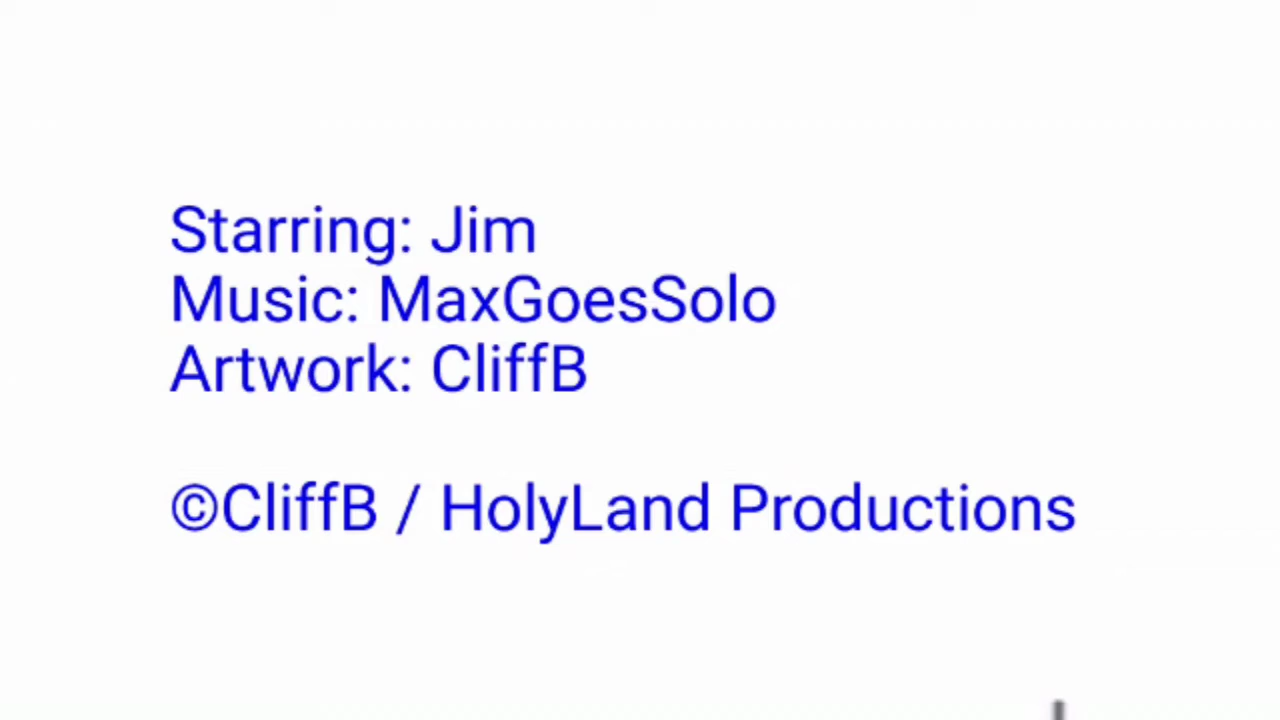 Starring: Jim
Music: MaxGoesSolo
Artwork: CliffB
©CliffB / HolyLand Productions